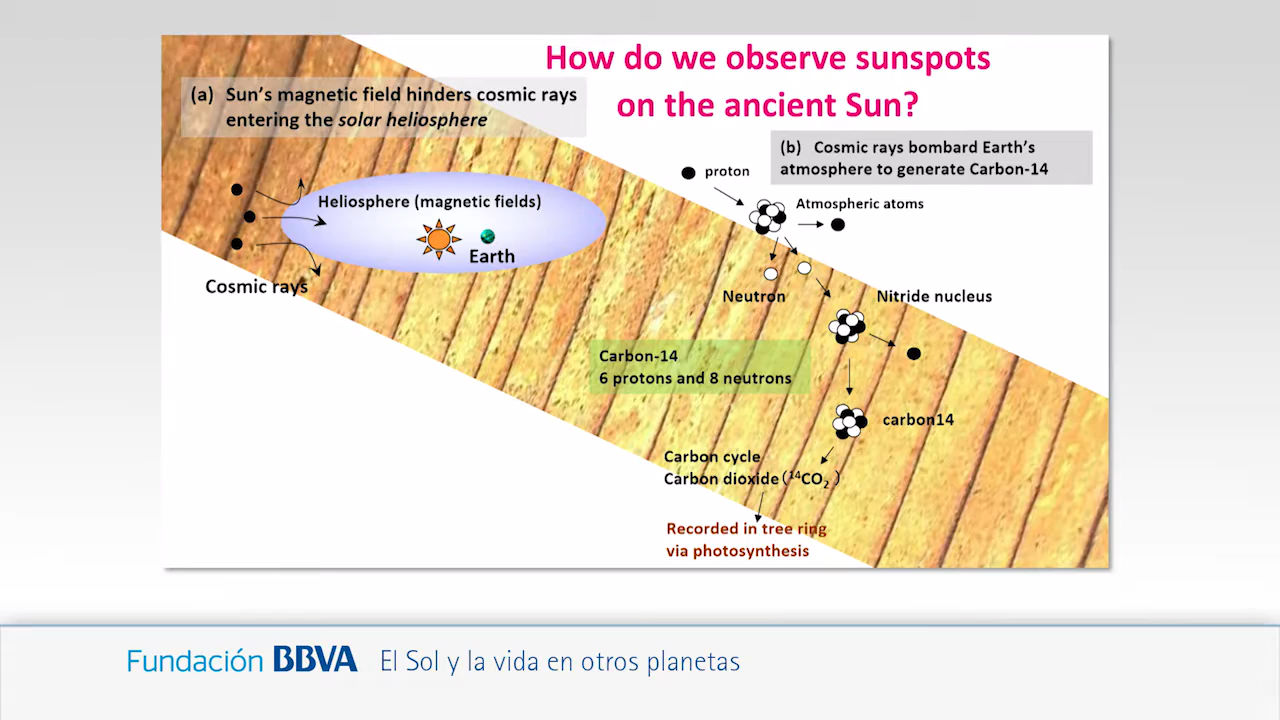 How do we observe sunspots
on the ancient Sun?
(a) Sun's magnetic field hinders cosmic rays
entering the solar heliosphere
Heliosphere (magnetic fields)
Earth
Cosmic rays
(b) Cosmic rays bombard Earth's
atmosphere to generate Carbon-14
proton
Atmospheric atoms
Neutron
Nitride nucleus
Carbon-14
6 protons and 8 neutrons
carbon14
Carbon cycle
Carbon dioxide (¹⁴CO₂ )
Recorded in tree ring
via photosynthesis
Fundación BBVA El Sol y la vida en otros planetas